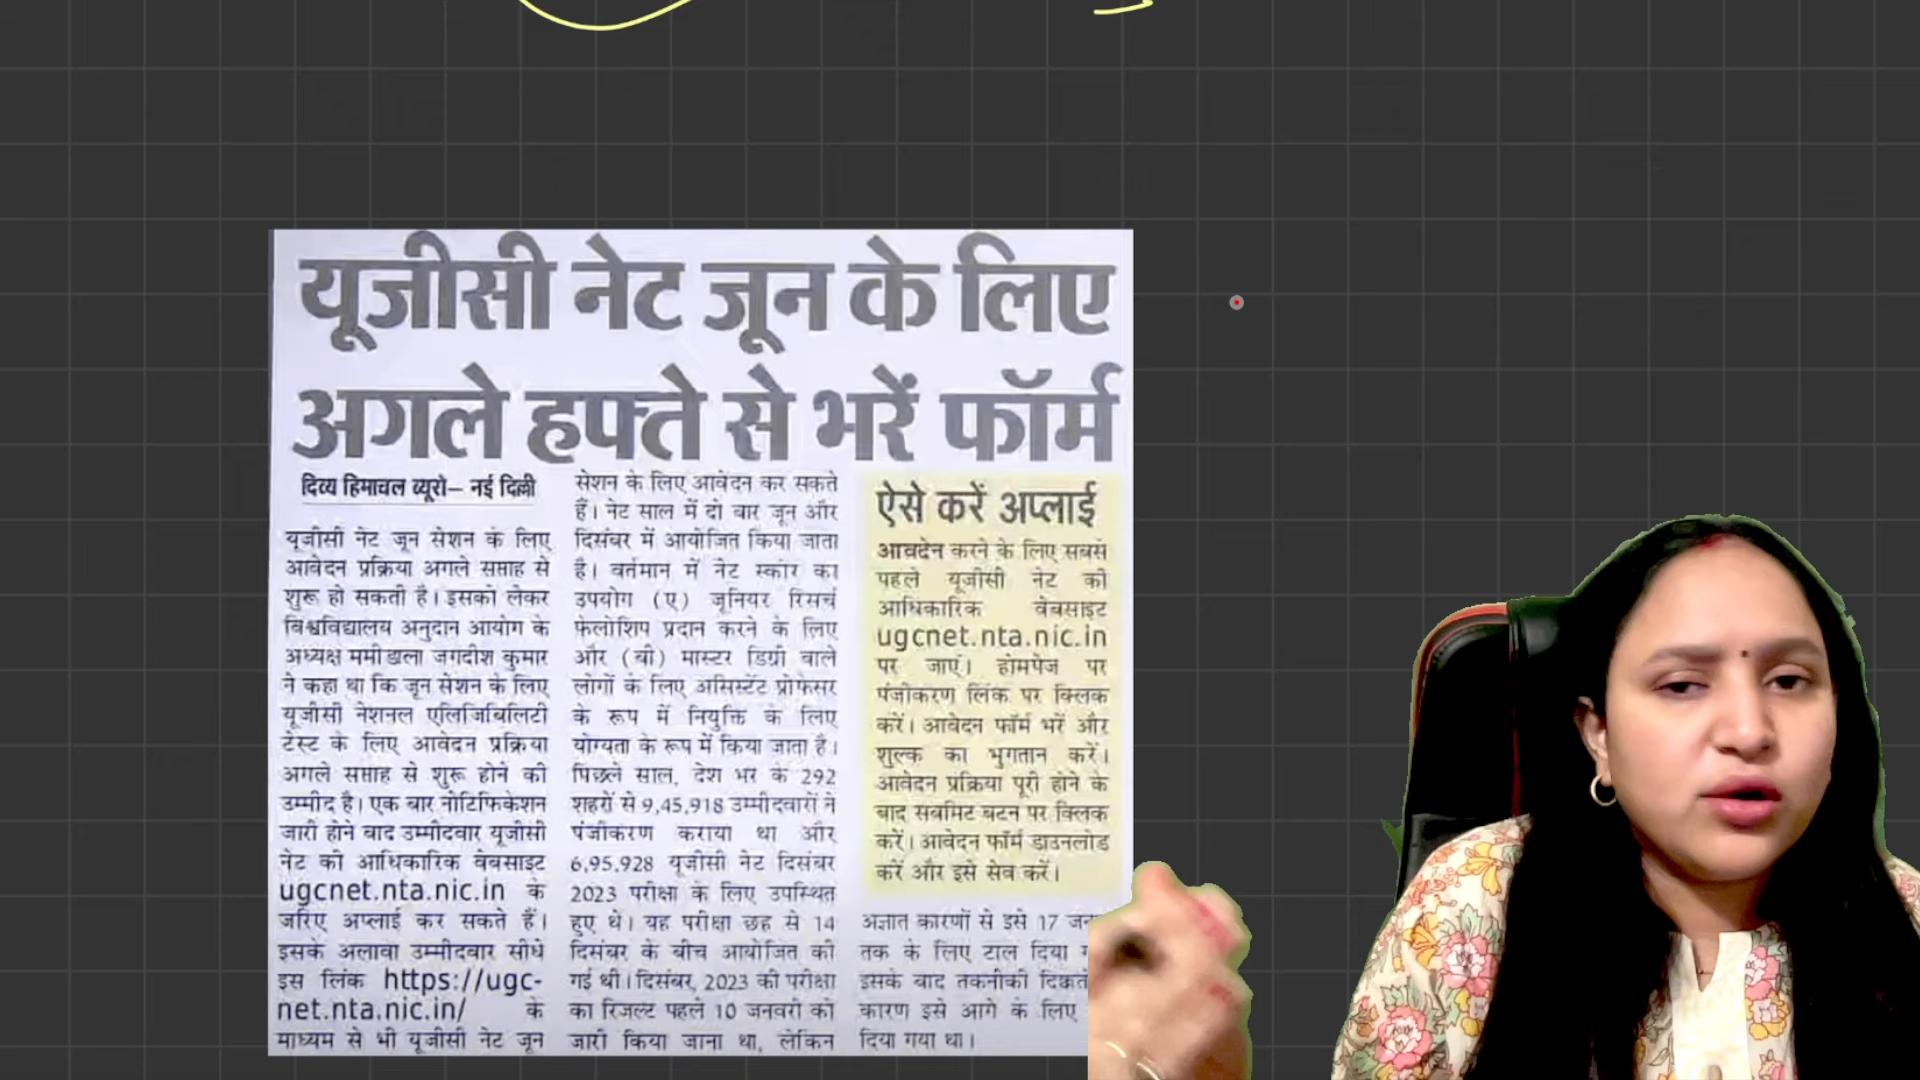 यूजीसी नेट जून के लिए
अगले हफ्ते से भरें फॉर्म
दिव्य हिमाचल ब्यूरो— नई दिल्ली
यूजीसी नेट जून सेशन के लिए
आवेदन प्रक्रिया अगले सप्ताह से
शुरू हो सकती है। इसको लेकर
विश्वविद्यालय अनुदान आयोग के
अध्यक्ष ममीडाला जगदीश कुमार
ने कहा था कि जून सेशन के लिए
यूजीसी नेशनल एलिजिबिलिटी
टेस्ट के लिए आवेदन प्रक्रिया
अगले सप्ताह से शुरू होने की
उम्मीद है। एक बार नोटिफिकेशन
जारी होने बाद उम्मीदवार यूजीसी
नेट की आधिकारिक वेबसाइट
ugcnet.nta.nic.in के
जरिए अप्लाई कर सकते हैं।
इसके अलावा उम्मीदवार सीधे
इस लिंक https://ugc-
net.nta.nic.in/ के
माध्यम से भी यूजीसी नेट जून
सेशन के लिए आवेदन कर सकते
हैं। नेट साल में दो बार जून और
दिसंबर में आयोजित किया जाता
है। वर्तमान में नेट स्कोर का
उपयोग (ए) जूनियर रिसर्च
फेलोशिप प्रदान करने के लिए
और (बी) मास्टर डिग्री वाले
लोगों के लिए असिस्टेंट प्रोफेसर
के रूप में नियुक्ति के लिए
योग्यता के रूप में किया जाता है।
पिछले साल, देश भर के 292
शहरों से 9,45,918 उम्मीदवारों ने
पंजीकरण कराया था और
6,95,928 यूजीसी नेट दिसंबर
2023 परीक्षा के लिए उपस्थित
हुए थे। यह परीक्षा छह से 14
दिसंबर के बीच आयोजित की
गई थी। दिसंबर, 2023 की परीक्षा
का रिजल्ट पहले 10 जनवरी को
जारी किया जाना था, लेकिन
ऐसे करें अप्लाई
आवदेन करने के लिए सबसे
पहले यूजीसी नेट की
आधिकारिक वेबसाइट
ugcnet.nta.nic.in
पर जाएं। होमपेज पर
पंजीकरण लिंक पर क्लिक
करें। आवेदन फॉर्म भरें और
शुल्क का भुगतान करें।
आवेदन प्रक्रिया पूरी होने के
बाद सबमिट बटन पर क्लिक
करें। आवेदन फॉर्म डाउनलोड
करें और इसे सेव करें।
अज्ञात कारणों से इसे 17
तक के लिए टाल दिया
इसके बाद तकनीकी
कारण इसे आगे के लिए
दिया गया था।